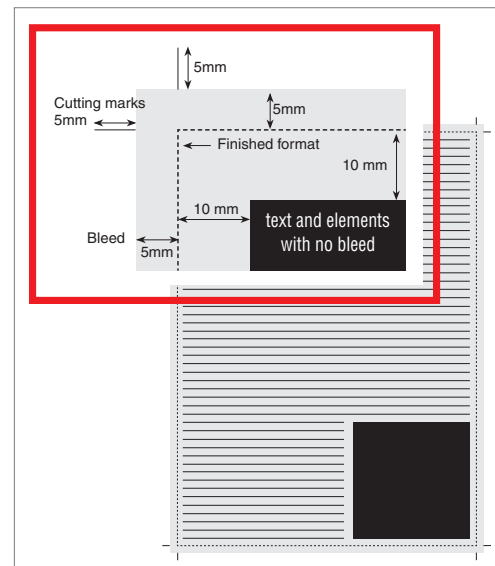 5mm
Cutting marks
5mm
5mm
Finished format
10 mm
10 mm
text and elements
with no bleed
Bleed
5mm